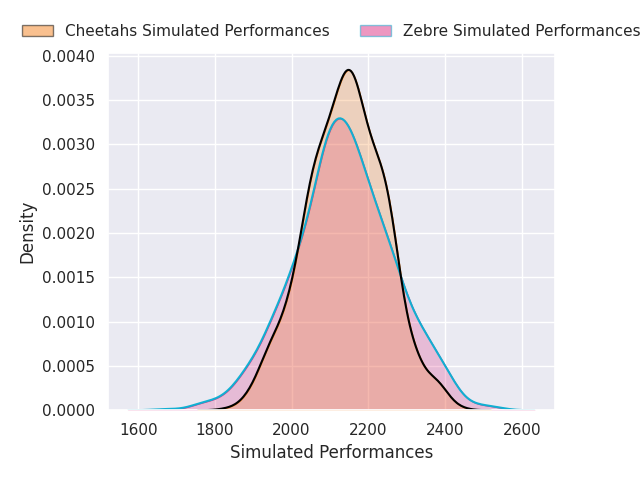 Cheetahs Simulated Performances Zebre Simulated Performances
0.0040
0.0035
0.0030
0.0025
0.0020
0.0015
0.0010
0.0005
0.0000
Density
1600 1800 2000 2200 2400 2600
Simulated Performances